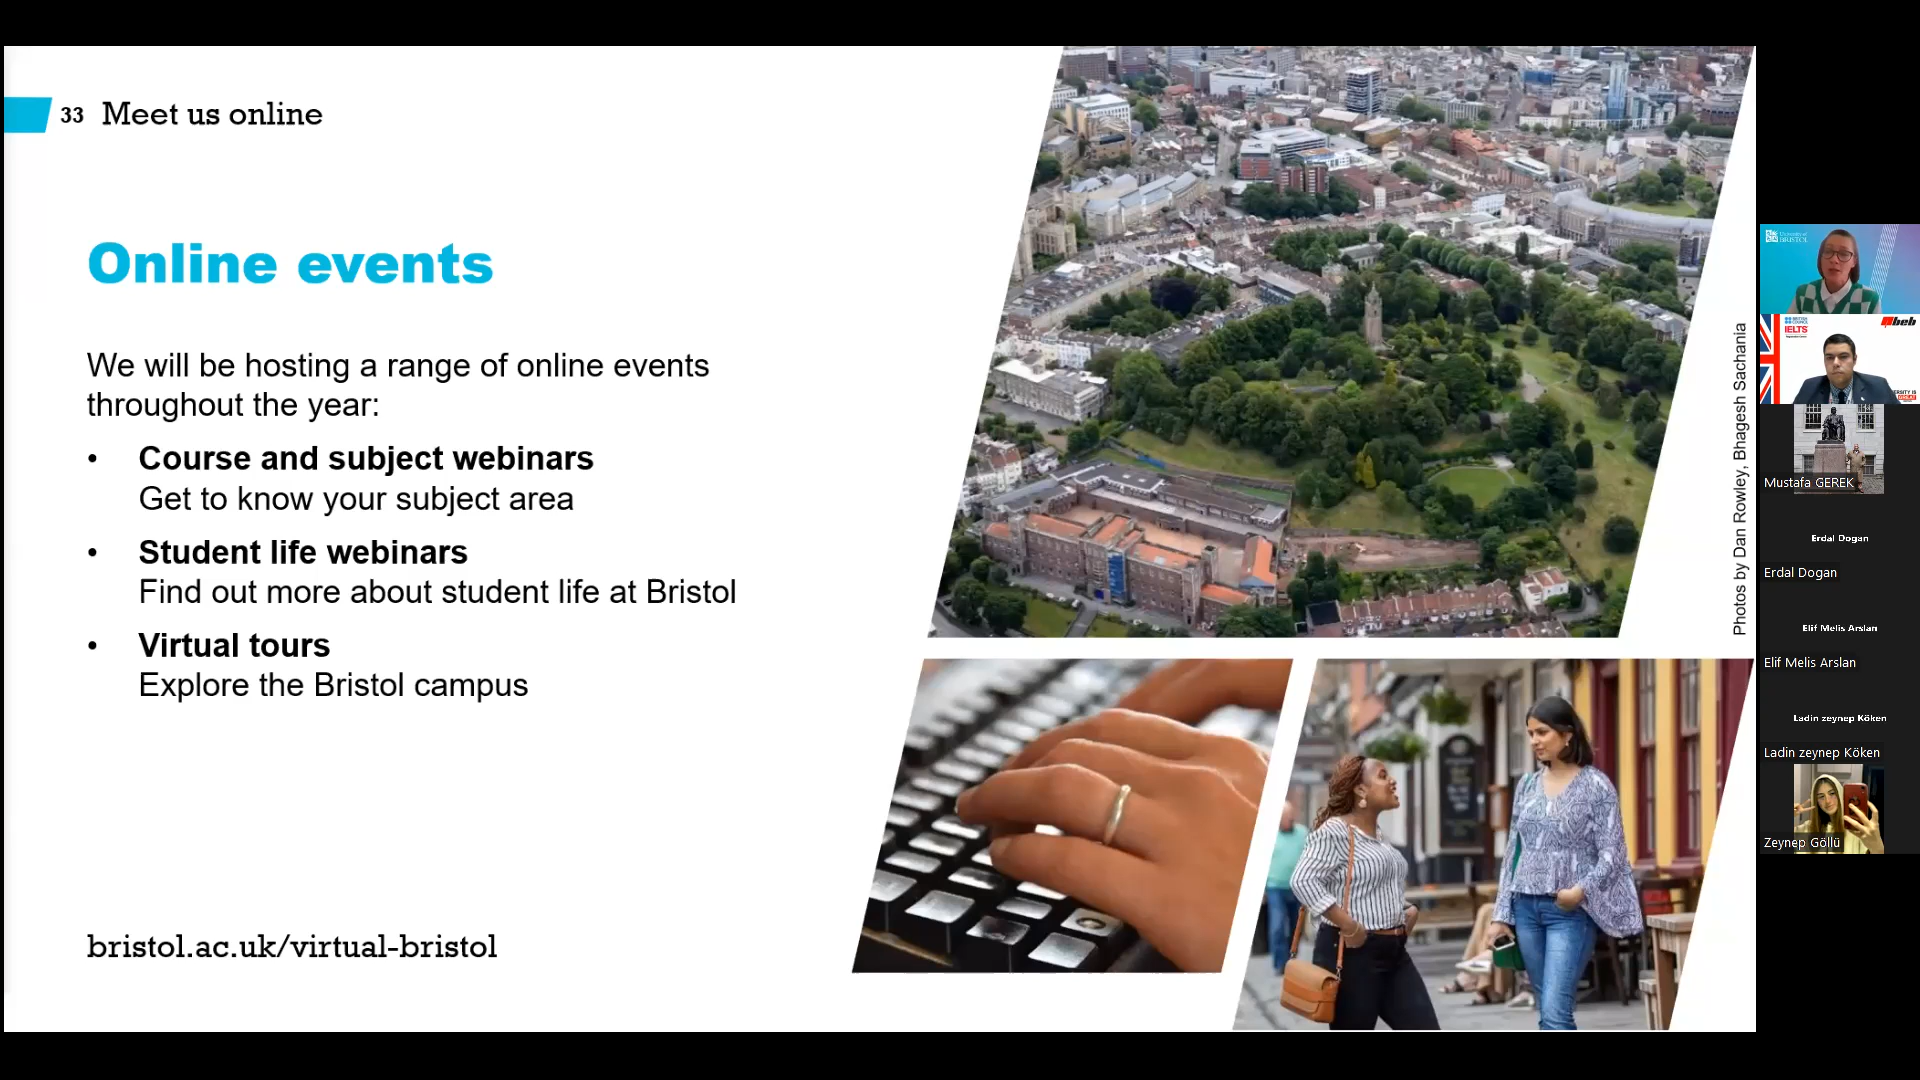 33 Meet us online
Online events
We will be hosting a range of online events
throughout the year:
• Course and subject webinars
Get to know your subject area
• Student life webinars
Find out more about student life at Bristol
• Virtual tours
Explore the Bristol campus
bristol.ac.uk/virtual-bristol
Photos by Dan Rowley, Bhagesh Sachania
University of
BRISTOL
IELTS
beb
Mustafa GEREK
Erdal Dogan
Erdal Dogan
Elif Melis Arslan
Elif Melis Arslan
Ladin zeynep Köken
Ladin zeynep Köken
Zeynep Göllü